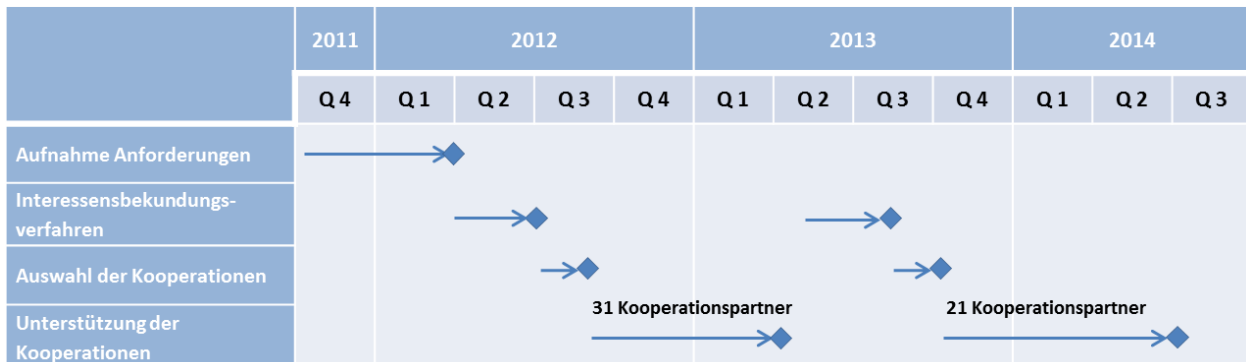 2011 2012 2013 2014
Q 4 Q 1 Q 2 Q 3 Q 4 Q 1 Q 2 Q 3 Q 4 Q 1 Q 2 Q 3
Aufnahme Anforderungen
Interessensbekundungs-
verfahren
Auswahl der Kooperationen
31 Kooperationspartner 21 Kooperationspartner
Unterstützung der
Kooperationen